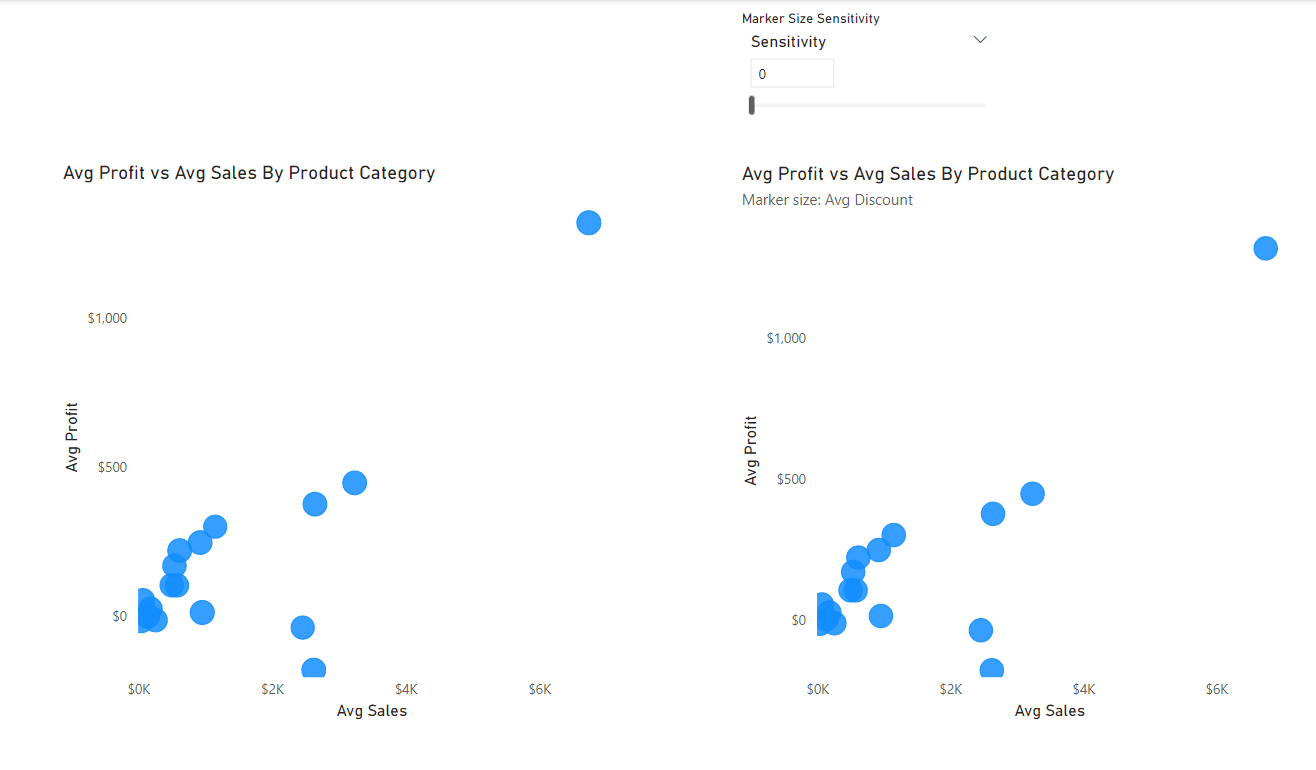 Marker Size Sensitivity
Sensitivity
0
Avg Profit vs Avg Sales By Product Category
$1,000
$500
$0
Avg Profit
$0K $2K $4K $6K
Avg Sales
Avg Profit vs Avg Sales By Product Category
Marker size: Avg Discount
$1,000
$500
$0
Avg Profit
$0K $2K $4K $6K
Avg Sales